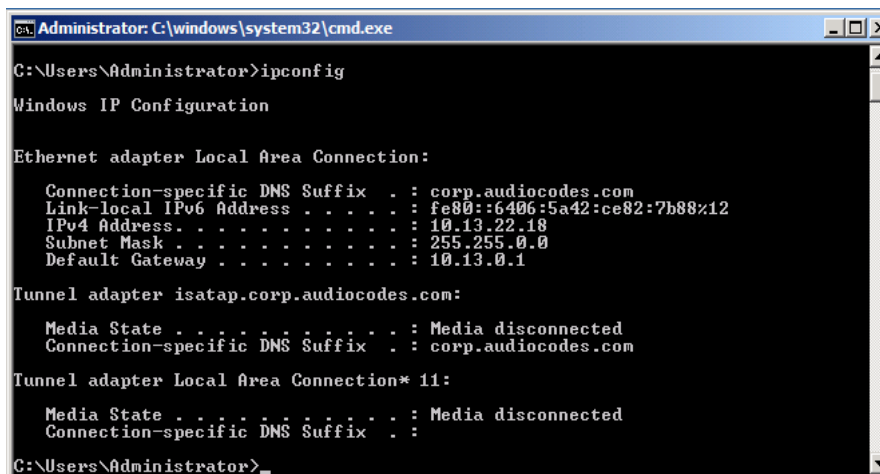 Administrator: C:\windows\system32\cmd.exe
C:\Users\Administrator>ipconfig
Windows IP Configuration
Ethernet adapter Local Area Connection:
Connection-specific DNS Suffix . : corp.audiocodes.com
Link-local IPv6 Address . . . . . : fe80::6406:5a42:ce82:7b88%12
IPv4 Address. . . . . . . . . . . : 10.13.22.18
Subnet Mask . . . . . . . . . . . : 255.255.0.0
Default Gateway . . . . . . . . . : 10.13.0.1
Tunnel adapter isatap.corp.audiocodes.com:
Media State . . . . . . . . . . . : Media disconnected
Connection-specific DNS Suffix . : corp.audiocodes.com
Tunnel adapter Local Area Connection* 11:
Media State . . . . . . . . . . . : Media disconnected
Connection-specific DNS Suffix . :
C:\Users\Administrator>_